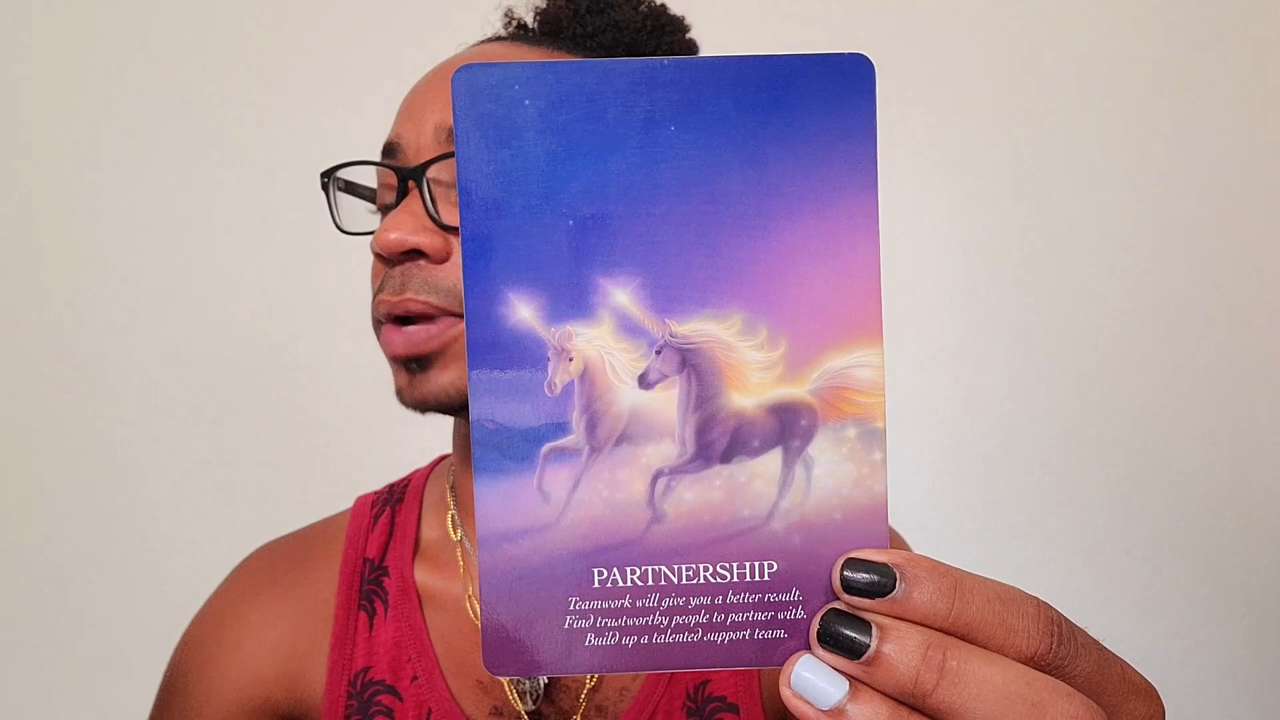 PARTNERSHIP
Teamwork will give you a better result.
Find trustworthy people to partner with.
Build up a talented support team.